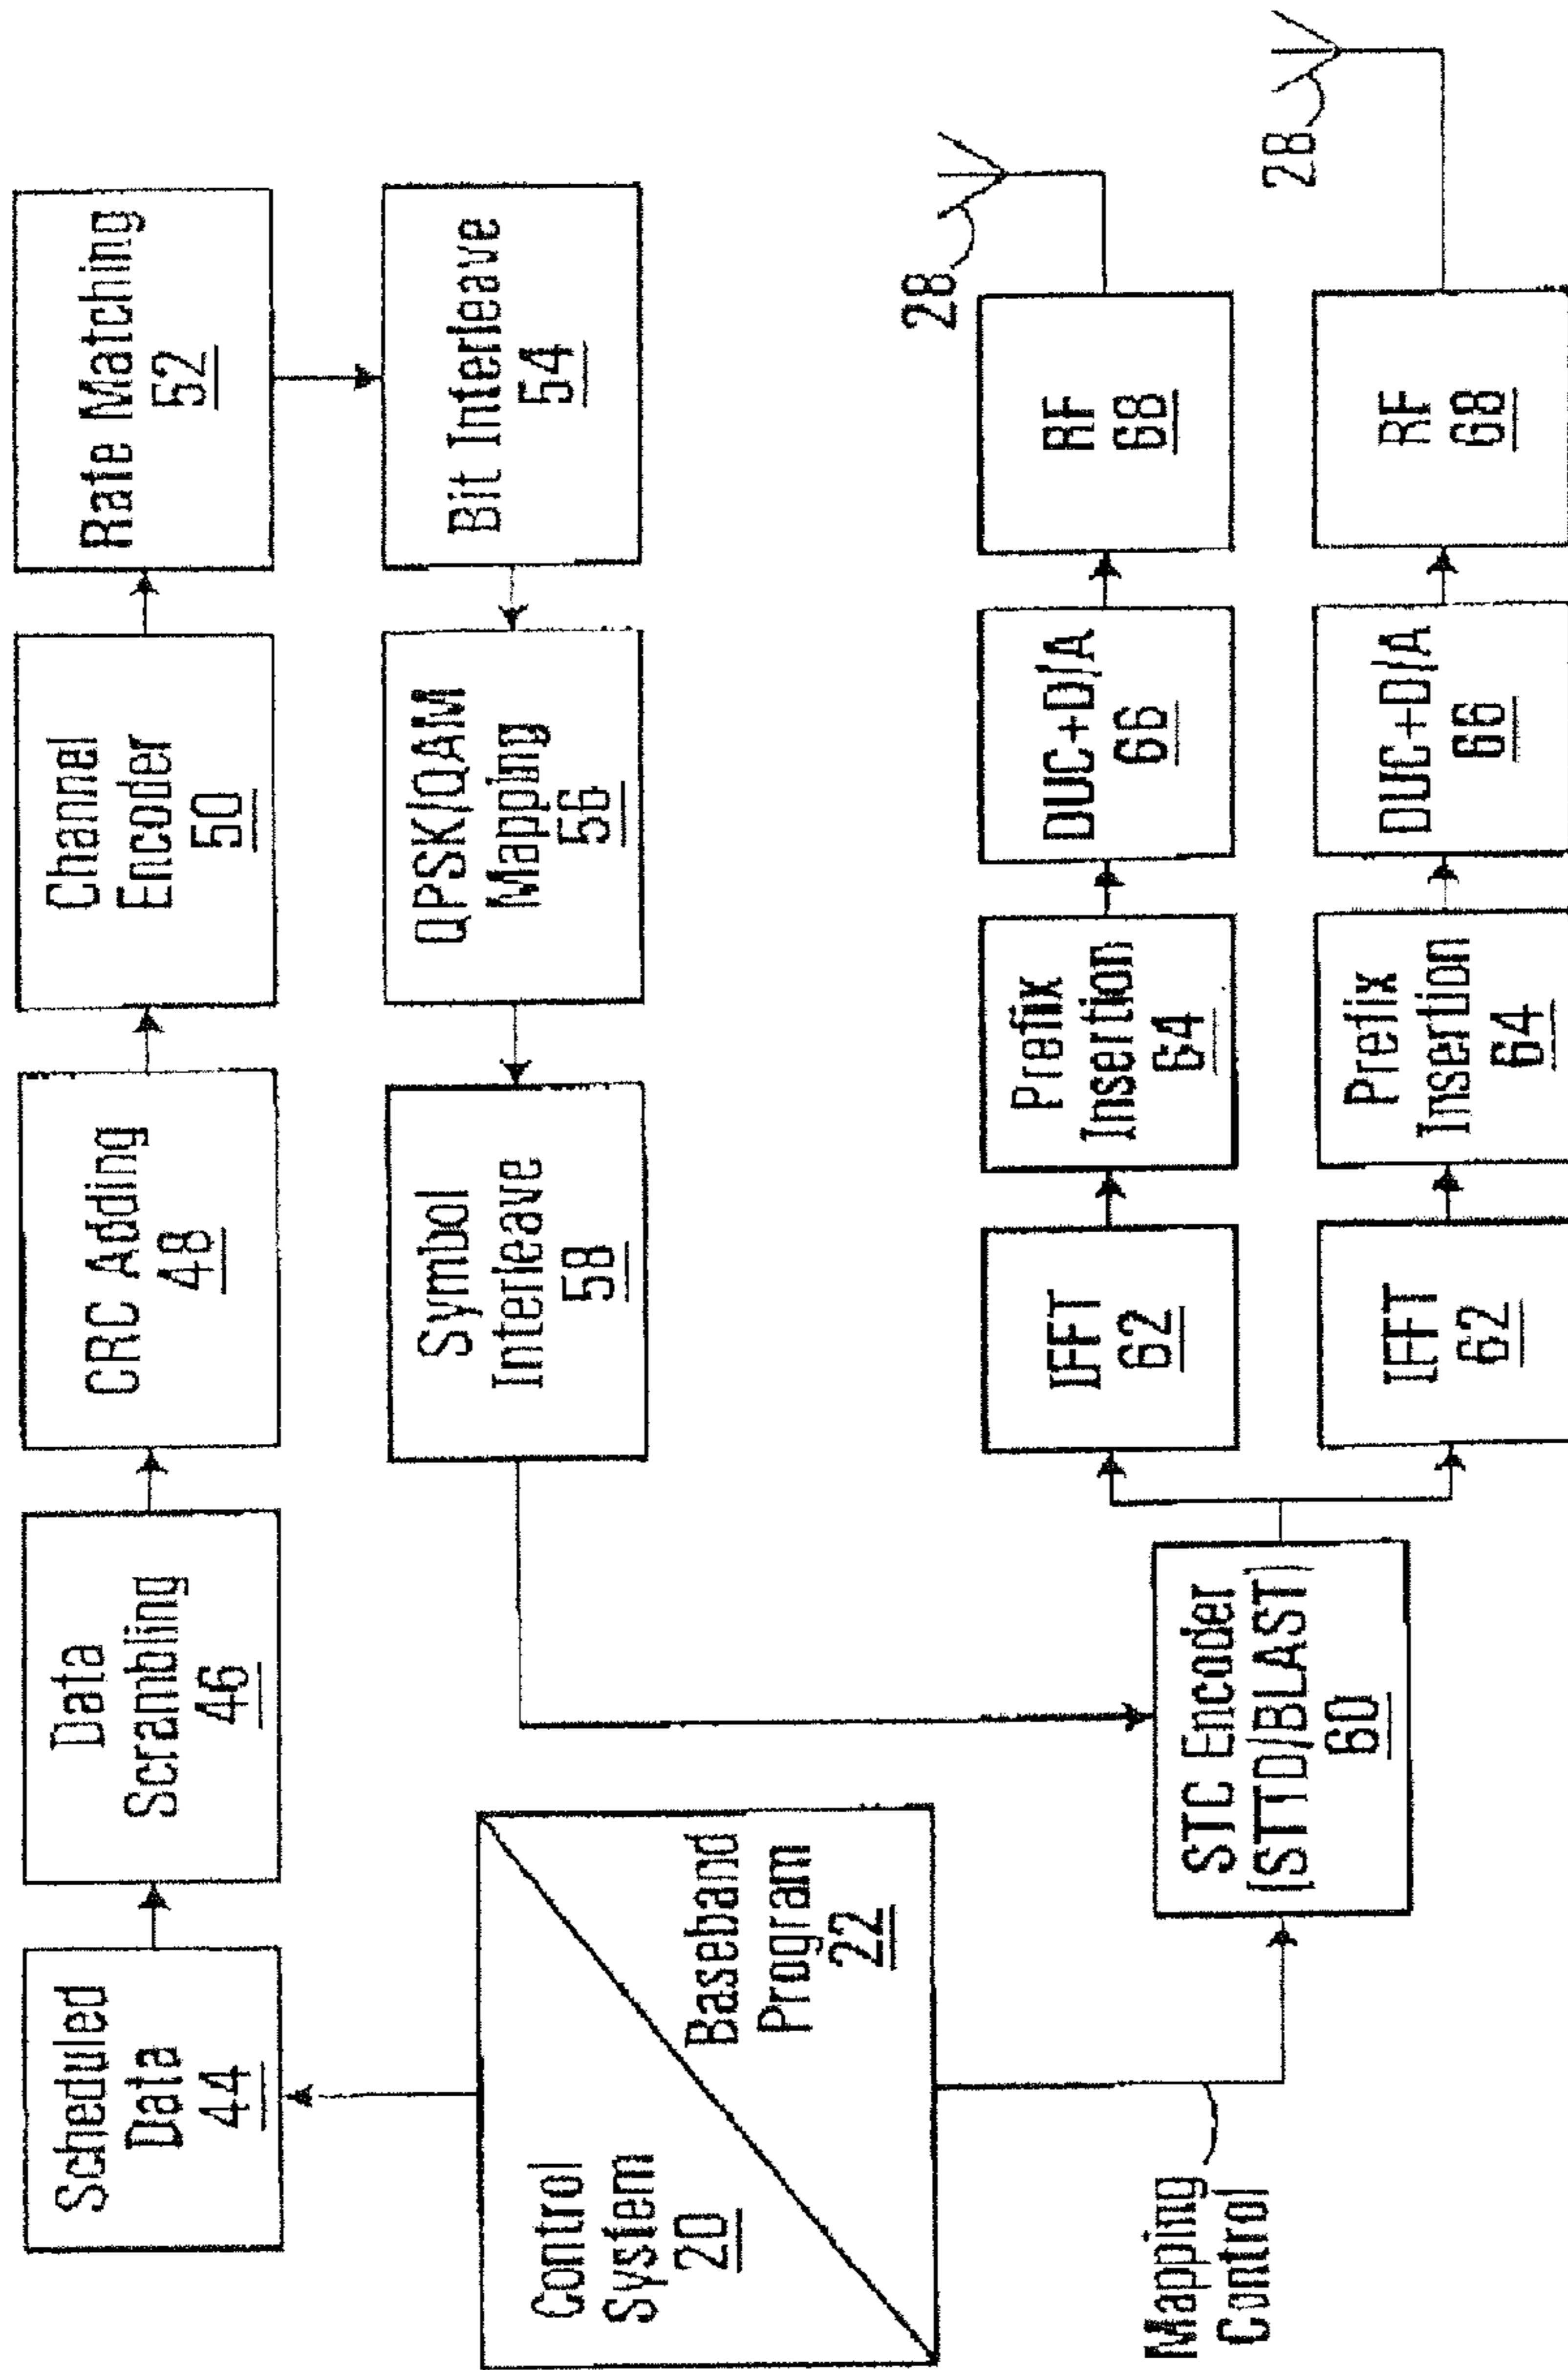 Scheduled
Data
44
Data
Scrambling
46
CRC Adding
48
Channel
Encoder
50
Rate Matching
52
Bit Interleave
54
QPSK/QAM
Mapping
56
Symbol
Interleave
58
Control
System
20
Baseband
Program
22
Mapping
Control
STC Encoder
(STTD/BLAST)
60
IFFT
62
Prefix
Insertion
64
DUC+D/A
66
RF
68
28
IFFT
62
Prefix
Insertion
64
DUC+D/A
66
RF
68
28